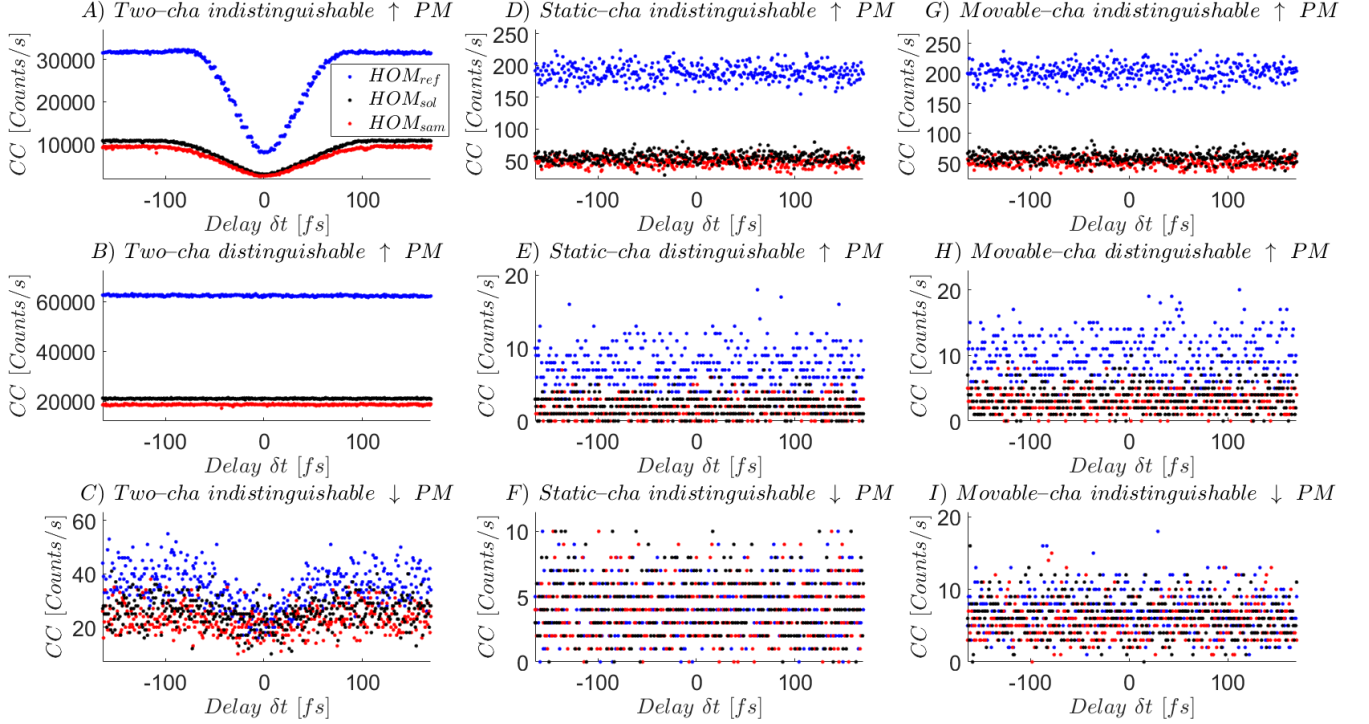 A) Two–cha indistinguishable ↑ PM
CC [Counts/s]
30000
20000
10000
HOM_ref
HOM_sol
HOM_sam
-100 0 100
Delay δt [fs]
D) Static–cha indistinguishable ↑ PM
CC [Counts/s]
250
200
150
100
50
-100 0 100
Delay δt [fs]
G) Movable–cha indistinguishable ↑ PM
CC [Counts/s]
250
200
150
100
50
-100 0 100
Delay δt [fs]
B) Two–cha distinguishable ↑ PM
CC [Counts/s]
60000
40000
20000
-100 0 100
Delay δt [fs]
E) Static–cha distinguishable ↑ PM
CC [Counts/s]
20
10
0
-100 0 100
Delay δt [fs]
H) Movable–cha distinguishable ↑ PM
CC [Counts/s]
20
10
0
-100 0 100
Delay δt [fs]
C) Two–cha indistinguishable ↓ PM
CC [Counts/s]
60
40
20
-100 0 100
Delay δt [fs]
F) Static–cha indistinguishable ↓ PM
CC [Counts/s]
10
5
0
-100 0 100
Delay δt [fs]
I) Movable–cha indistinguishable ↓ PM
CC [Counts/s]
20
10
0
-100 0 100
Delay δt [fs]